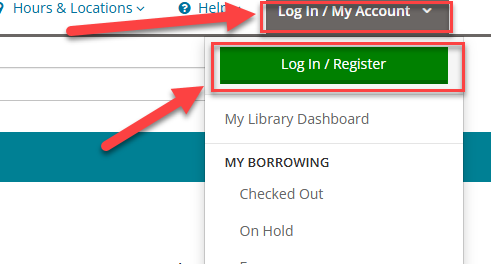 Hours & Locations
Help
Log In / My Account
Log In / Register
My Library Dashboard
MY BORROWING
Checked Out
On Hold